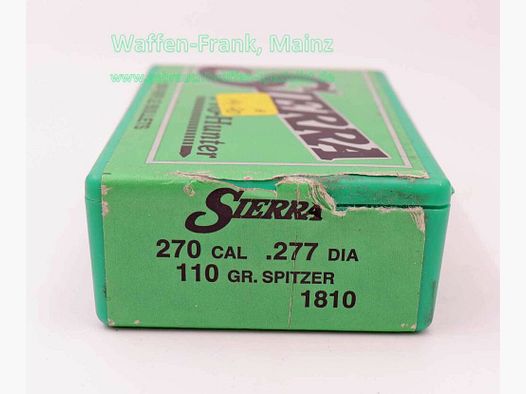 Waffen-Frank, Mainz
SIERRA
Hunter
SIERRA
270 CAL .277 DIA
110 GR. SPITZER
1810